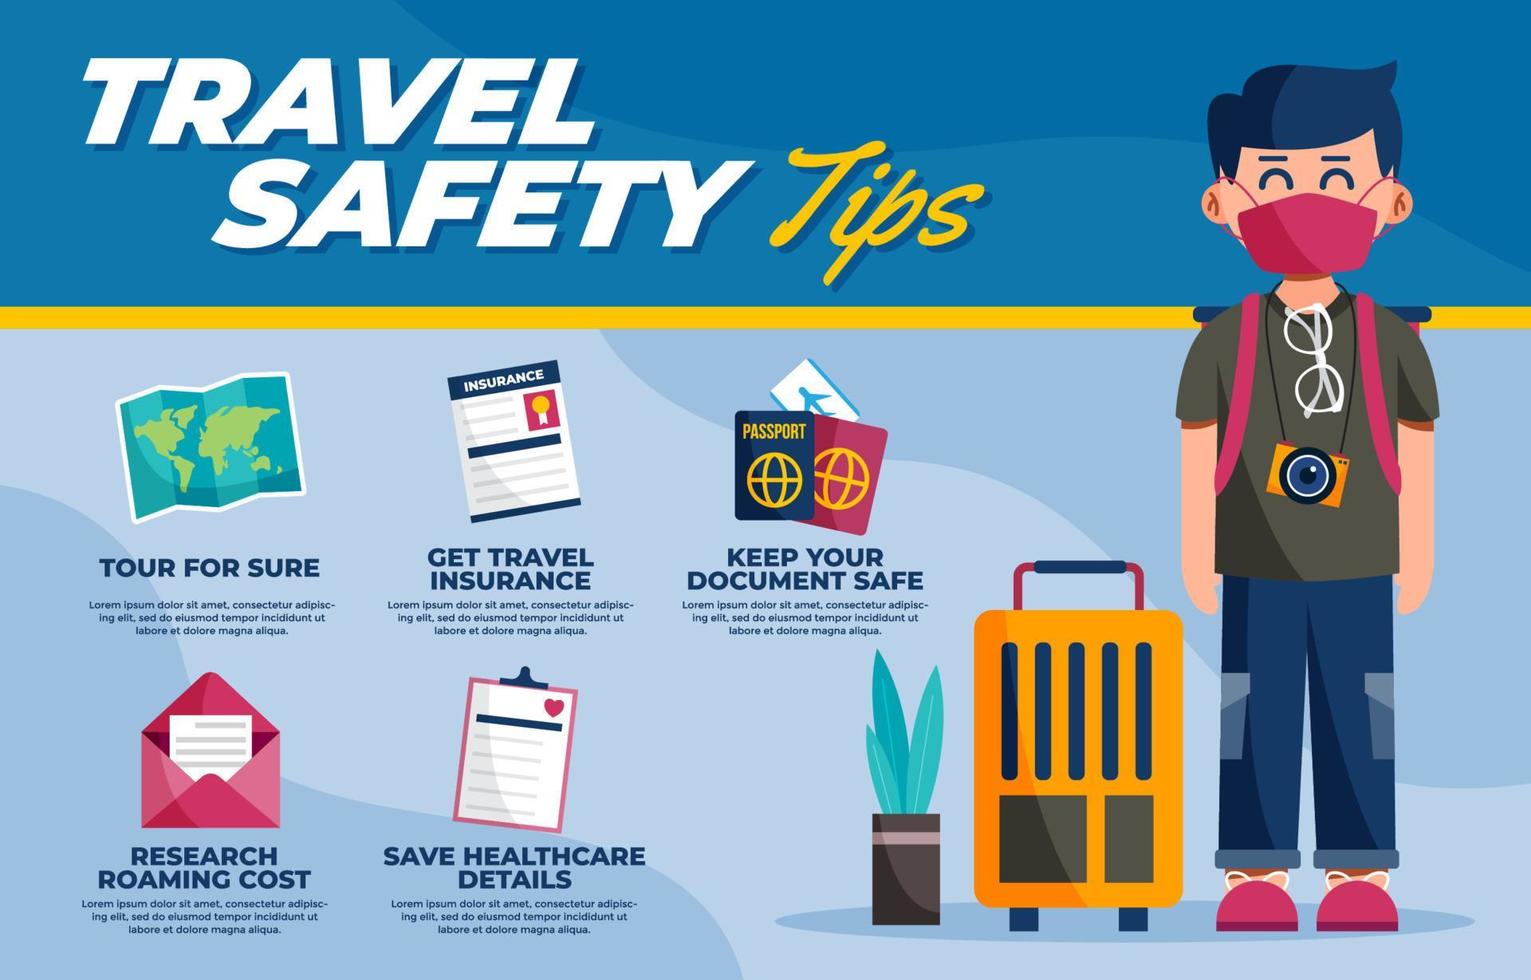 TRAVEL
SAFETY Tips
INSURANCE
PASSPORT
TOUR FOR SURE
Lorem ipsum dolor sit amet, consectetur adipisc-
ing elit, sed do eiusmod tempor incididunt ut
labore et dolore magna aliqua.
GET TRAVEL
INSURANCE
Lorem ipsum dolor sit amet, consectetur adipisc-
ing elit, sed do eiusmod tempor incididunt ut
labore et dolore magna aliqua.
KEEP YOUR
DOCUMENT SAFE
Lorem ipsum dolor sit amet, consectetur adipisc-
ing elit, sed do eiusmod tempor incididunt ut
labore et dolore magna aliqua.
RESEARCH
ROAMING COST
Lorem ipsum dolor sit amet, consectetur adipisc-
ing elit, sed do eiusmod tempor incididunt ut
labore et dolore magna aliqua.
SAVE HEALTHCARE
DETAILS
Lorem ipsum dolor sit amet, consectetur adipisc-
ing elit, sed do eiusmod tempor incididunt ut
labore et dolore magna aliqua.